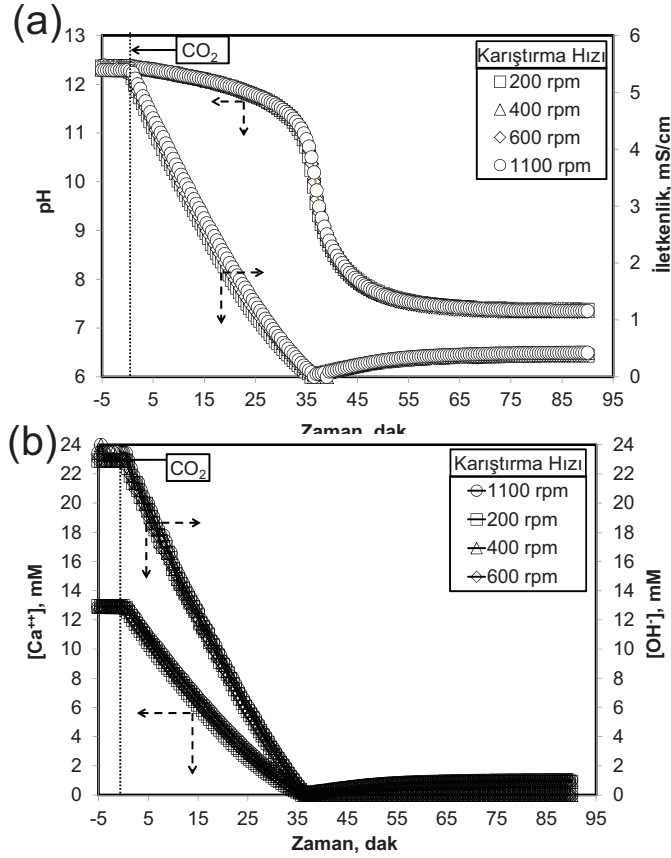 (a)
13
12
11
10
9
8
7
6
pH
CO2
Karıştırma Hızı
200 rpm
400 rpm
600 rpm
1100 rpm
6
5
4
3
2
1
0
İletkenlik, mS/cm
-5 5 15 25 35 45 55 65 75 85 95
Zaman, dak
(b)
24
22
20
18
16
14
12
10
8
6
4
2
0
[Ca++], mM
CO2
Karıştırma Hızı
1100 rpm
200 rpm
400 rpm
600 rpm
24
22
20
18
16
14
12
10
8
6
4
2
0
[OH-], mM
-5 5 15 25 35 45 55 65 75 85 95
Zaman, dak